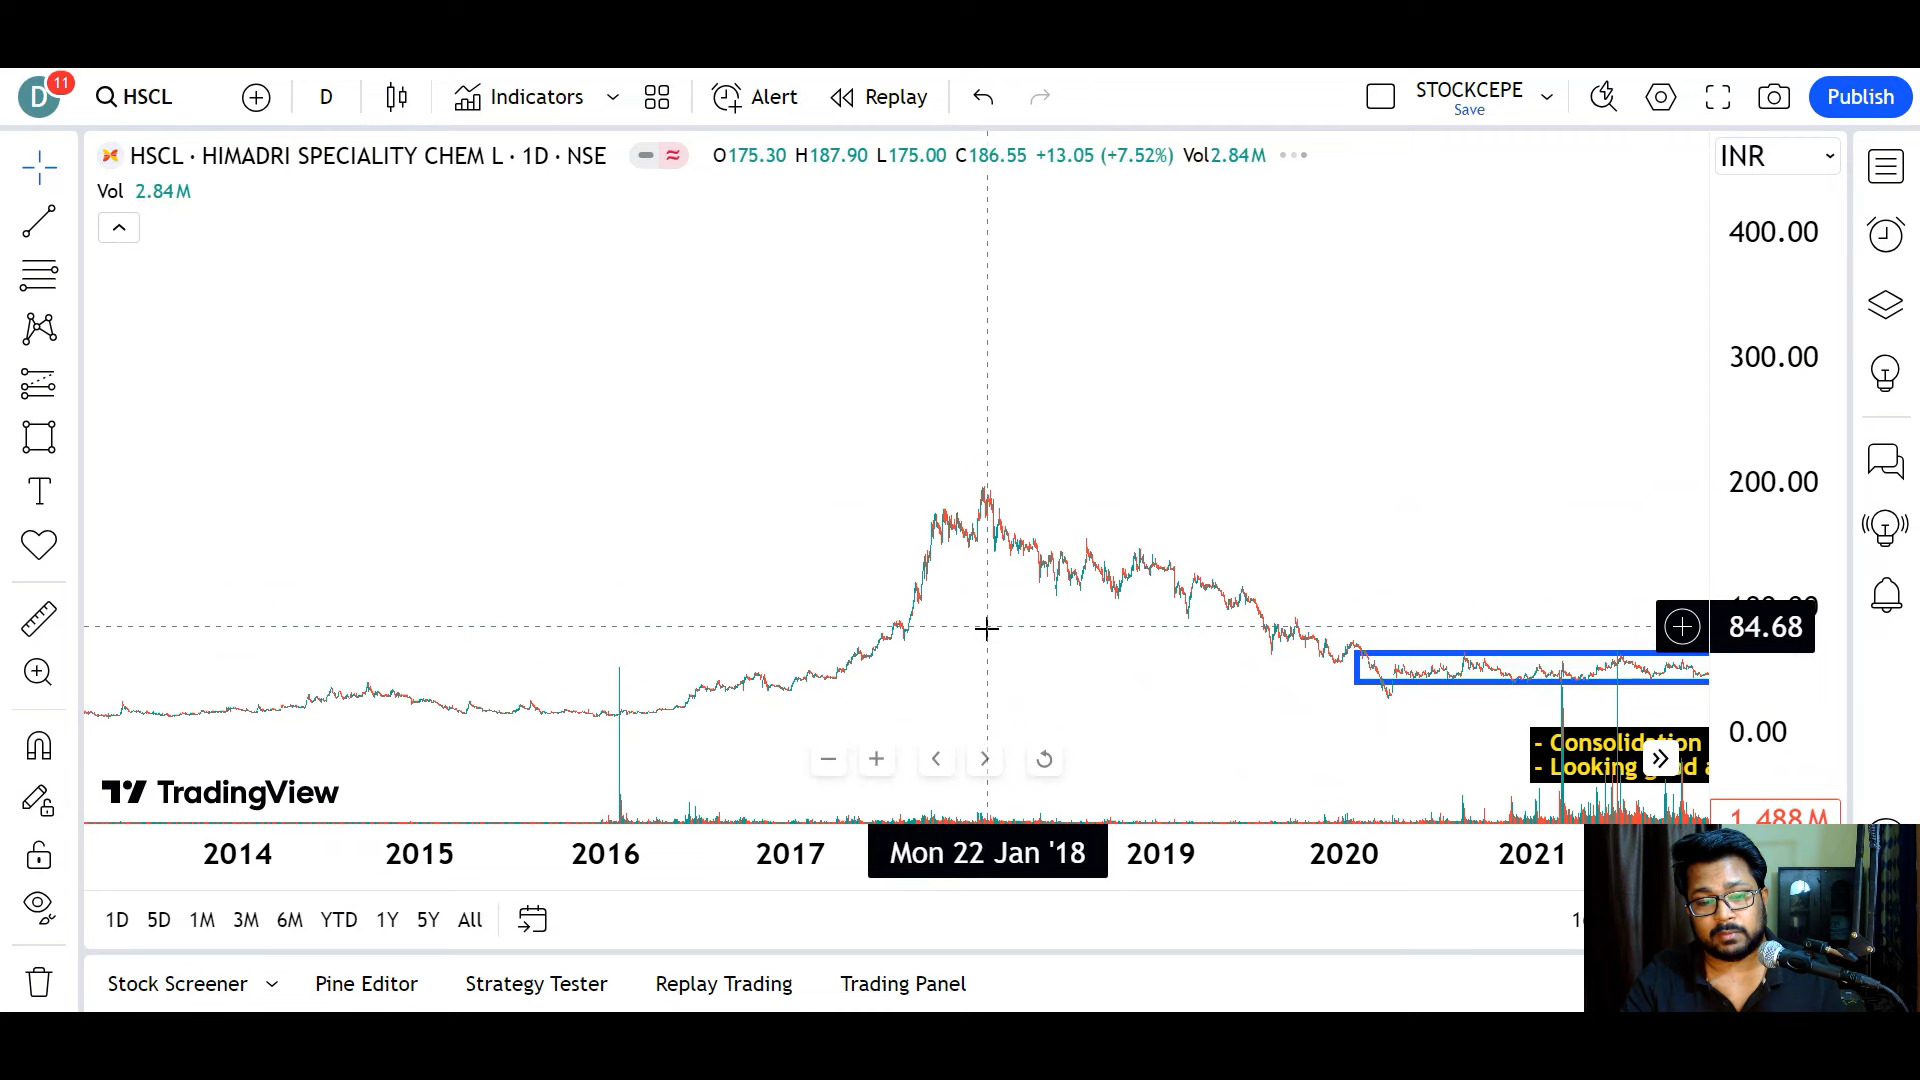 D 11 HSCL D Indicators Alert Replay STOCKCEPE Save Publish
HSCL · HIMADRI SPECIALITY CHEM L · 1D · NSE O175.30 H187.90 L175.00 C186.55 +13.05 (+7.52%) Vol2.84M INR
Vol 2.84M
400.00
300.00
200.00
84.68
0.00
- Consolidation
- Looking
TradingView
1.488M
2014 2015 2016 2017 Mon 22 Jan '18 2019 2020 2021
1D 5D 1M 3M 6M YTD 1Y 5Y All
Stock Screener Pine Editor Strategy Tester Replay Trading Trading Panel